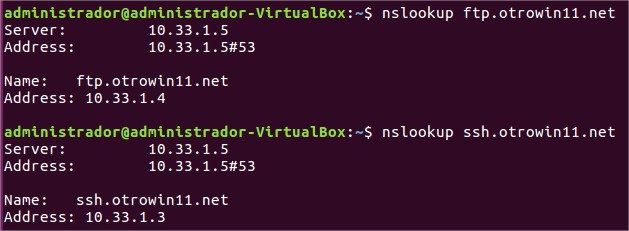 administrador@administrador-VirtualBox:~$ nslookup ftp.otrowin11.net
Server:         10.33.1.5
Address:        10.33.1.5#53

Name:   ftp.otrowin11.net
Address: 10.33.1.4

administrador@administrador-VirtualBox:~$ nslookup ssh.otrowin11.net
Server:         10.33.1.5
Address:        10.33.1.5#53

Name:   ssh.otrowin11.net
Address: 10.33.1.3